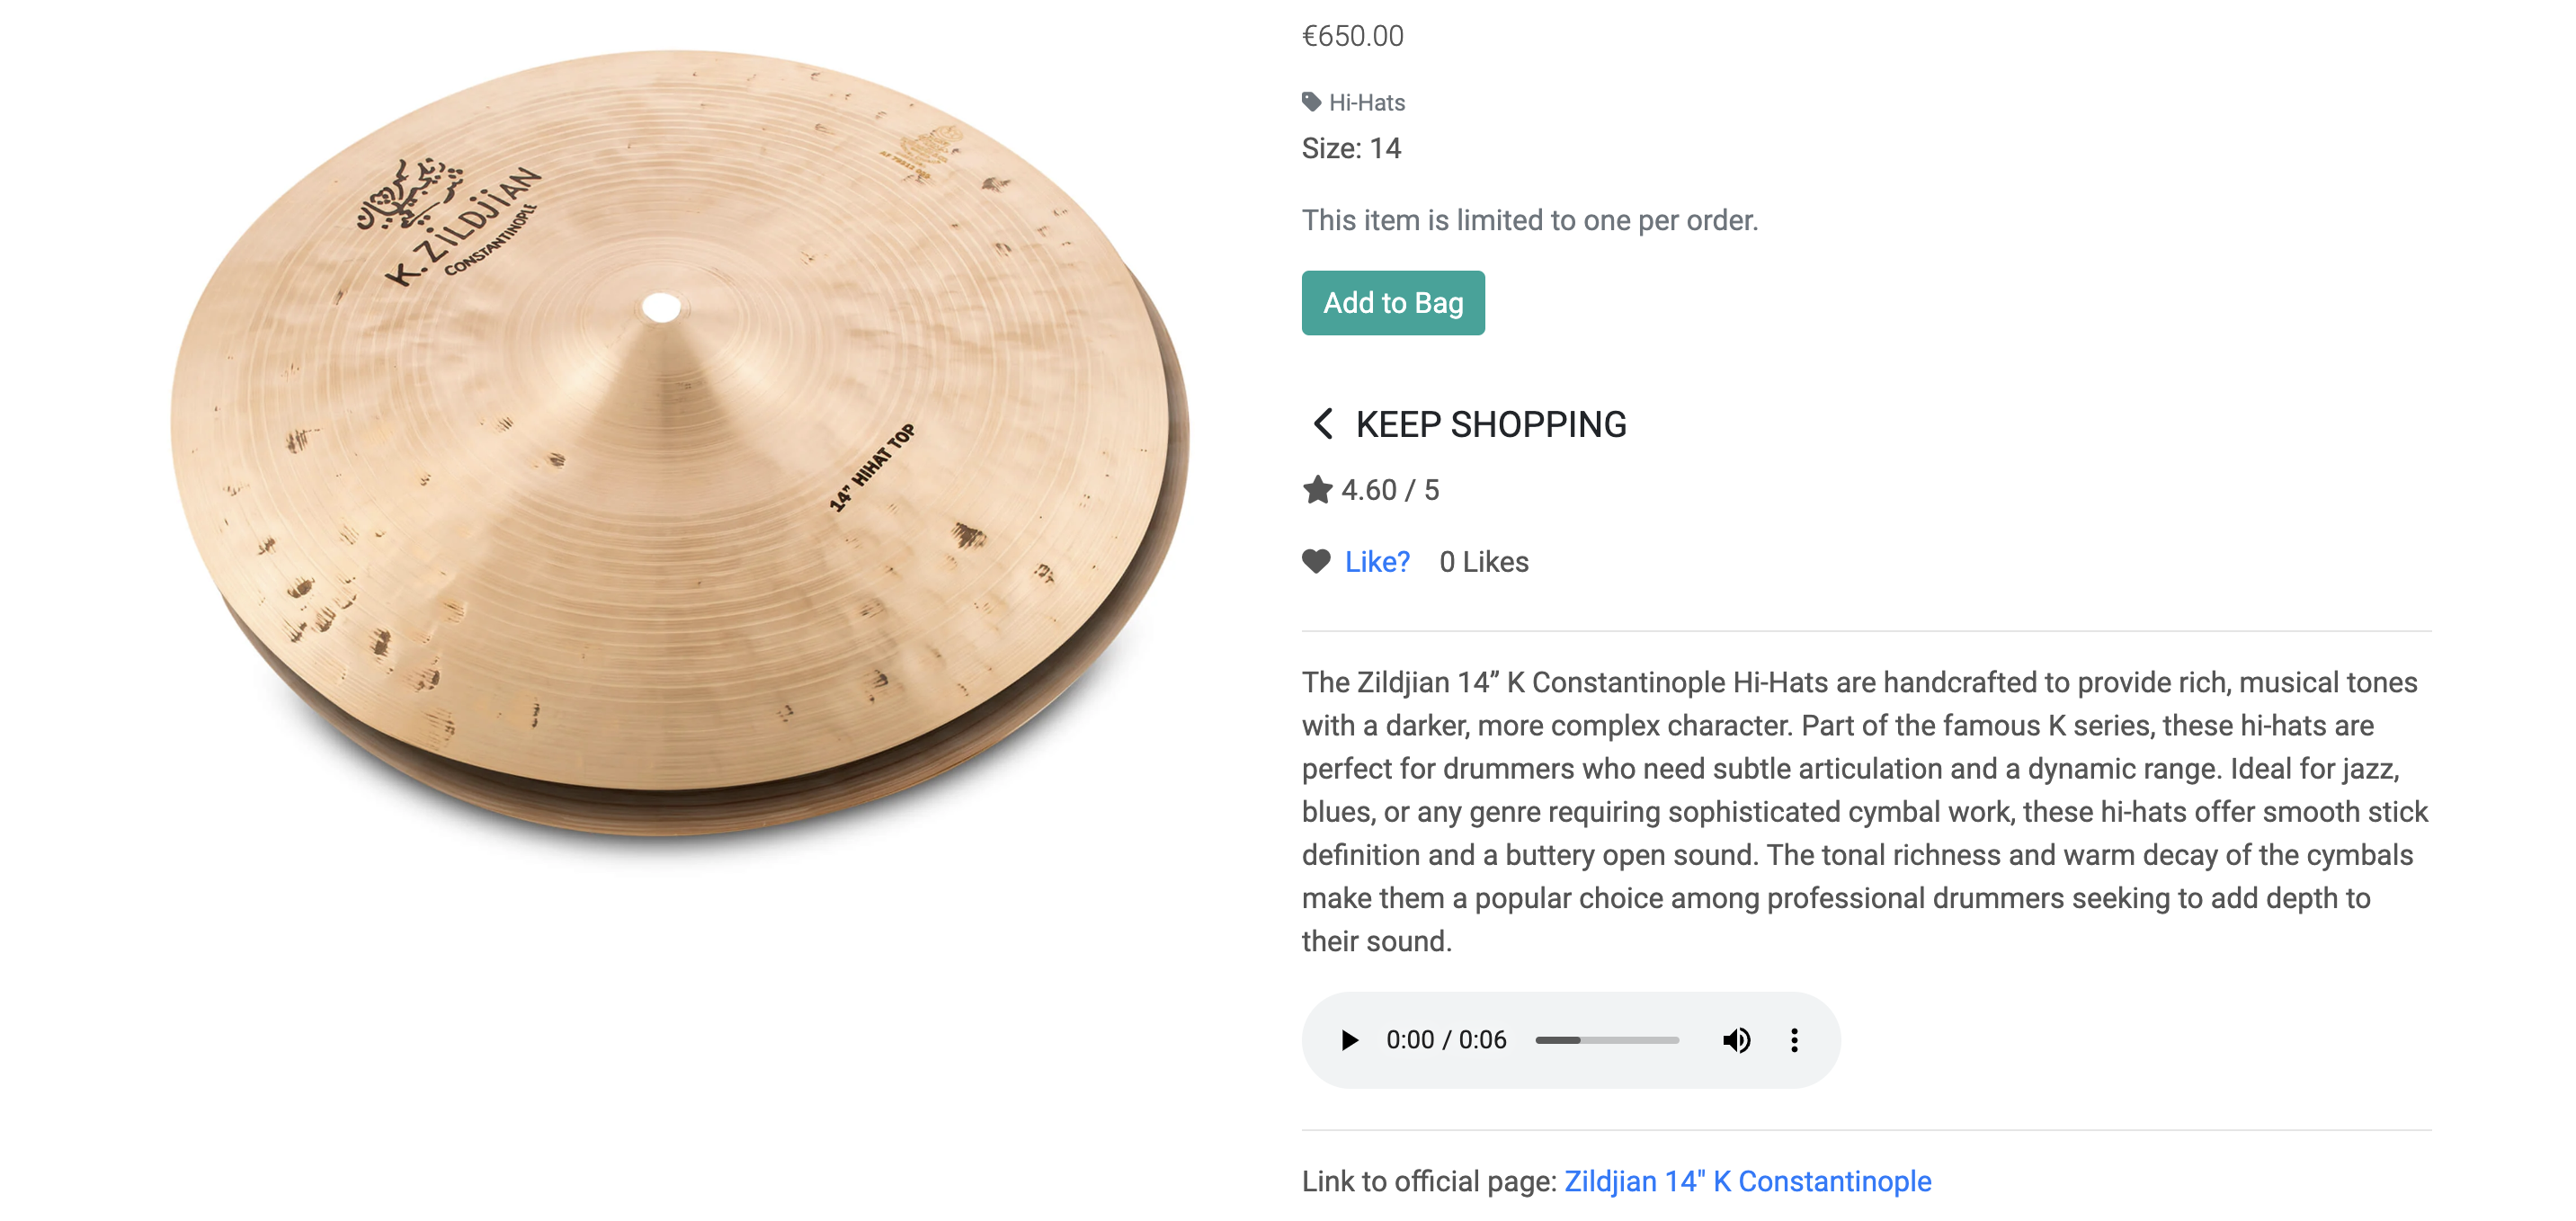 K.ZiLDJiAN
CONSTANTINOPLE
14” HIHAT TOP
€650.00
Hi-Hats
Size: 14
This item is limited to one per order.
Add to Bag
KEEP SHOPPING
4.60 / 5
Like? 0 Likes
The Zildjian 14” K Constantinople Hi-Hats are handcrafted to provide rich, musical tones
with a darker, more complex character. Part of the famous K series, these hi-hats are
perfect for drummers who need subtle articulation and a dynamic range. Ideal for jazz,
blues, or any genre requiring sophisticated cymbal work, these hi-hats offer smooth stick
definition and a buttery open sound. The tonal richness and warm decay of the cymbals
make them a popular choice among professional drummers seeking to add depth to
their sound.
0:00 / 0:06
Link to official page: Zildjian 14" K Constantinople